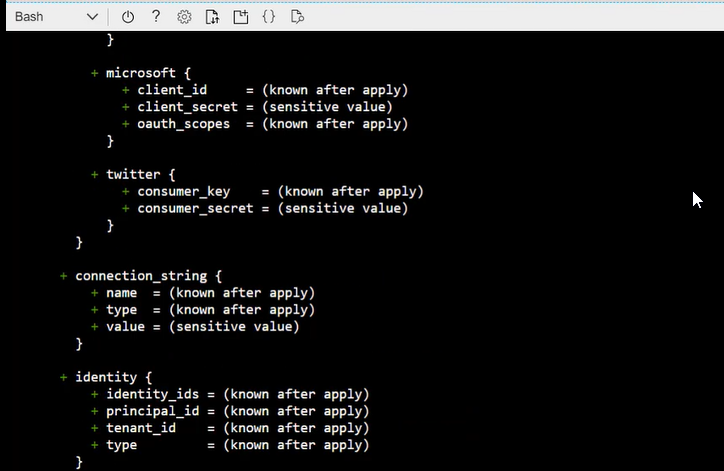 Bash
?
{}
}
+ microsoft {
+ client_id     = (known after apply)
+ client_secret = (sensitive value)
+ oauth_scopes  = (known after apply)
}
+ twitter {
+ consumer_key    = (known after apply)
+ consumer_secret = (sensitive value)
}
}
+ connection_string {
+ name  = (known after apply)
+ type  = (known after apply)
+ value = (sensitive value)
}
+ identity {
+ identity_ids = (known after apply)
+ principal_id = (known after apply)
+ tenant_id    = (known after apply)
+ type         = (known after apply)
}